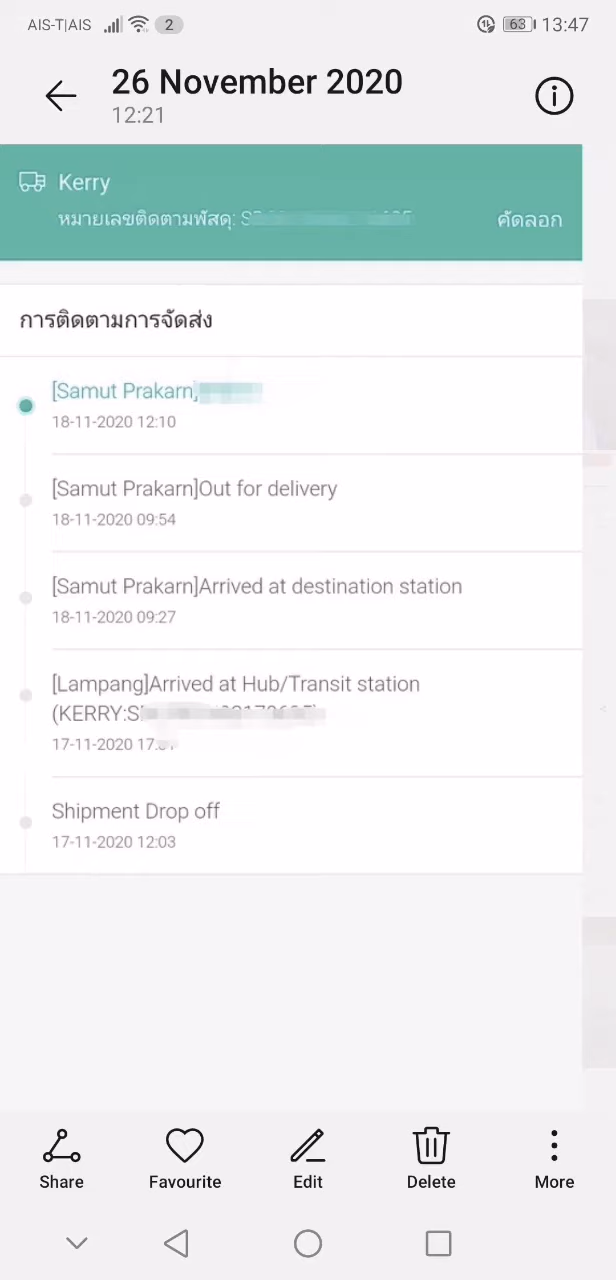 AIS-T|AIS 2 63 13:47
26 November 2020
12:21
Kerry
หมายเลขติดตามพัสดุ: คัดลอก
การติดตามการจัดส่ง
[Samut Prakarn]
18-11-2020 12:10
[Samut Prakarn]Out for delivery
18-11-2020 09:54
[Samut Prakarn]Arrived at destination station
18-11-2020 09:27
[Lampang]Arrived at Hub/Transit station
(KERRY:
17-11-2020
Shipment Drop off
17-11-2020 12:03
Share Favourite Edit Delete More